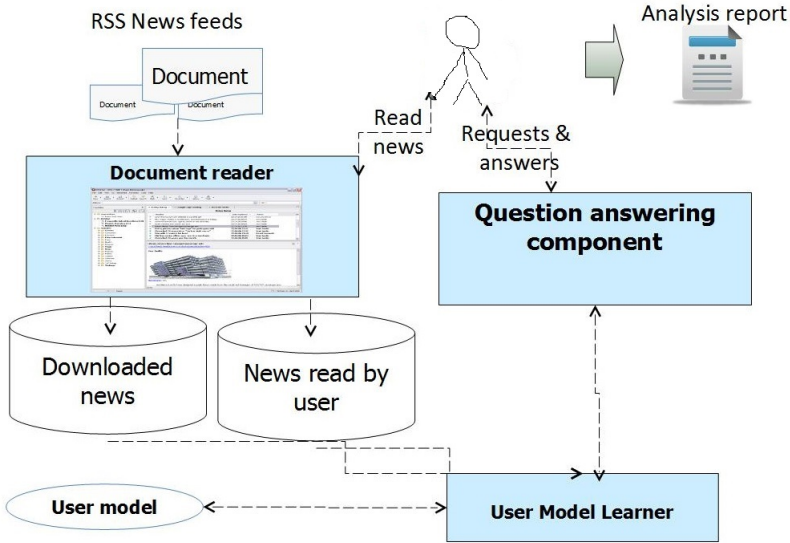 RSS News feeds
Analysis report
Document
Document
Document
Read
news
Requests &
answers
Document reader
Question answering
component
Downloaded
news
News read by
user
User model
User Model Learner